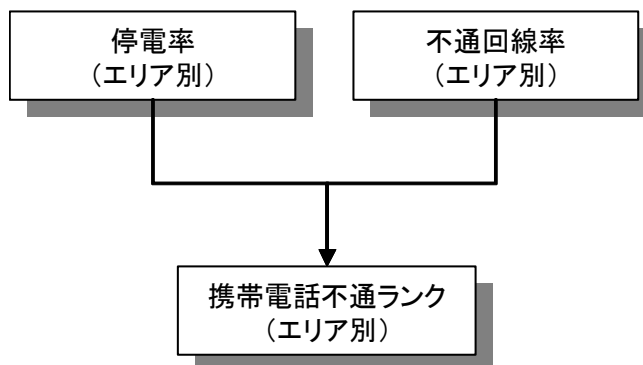 停電率
（エリア別）
不通回線率
（エリア別）
携帯電話不通ランク
（エリア別）